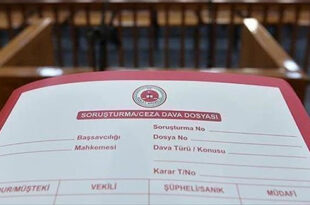 SORUŞTURMA/CEZA DAVA DOSYASI
Soruşturma No
Başsavcılığı Dosya No
Mahkemesi Dava Türü / Konusu
Karar T/No
VEKİLİ ŞÜPHELİ/SANIK MÜDAFİ